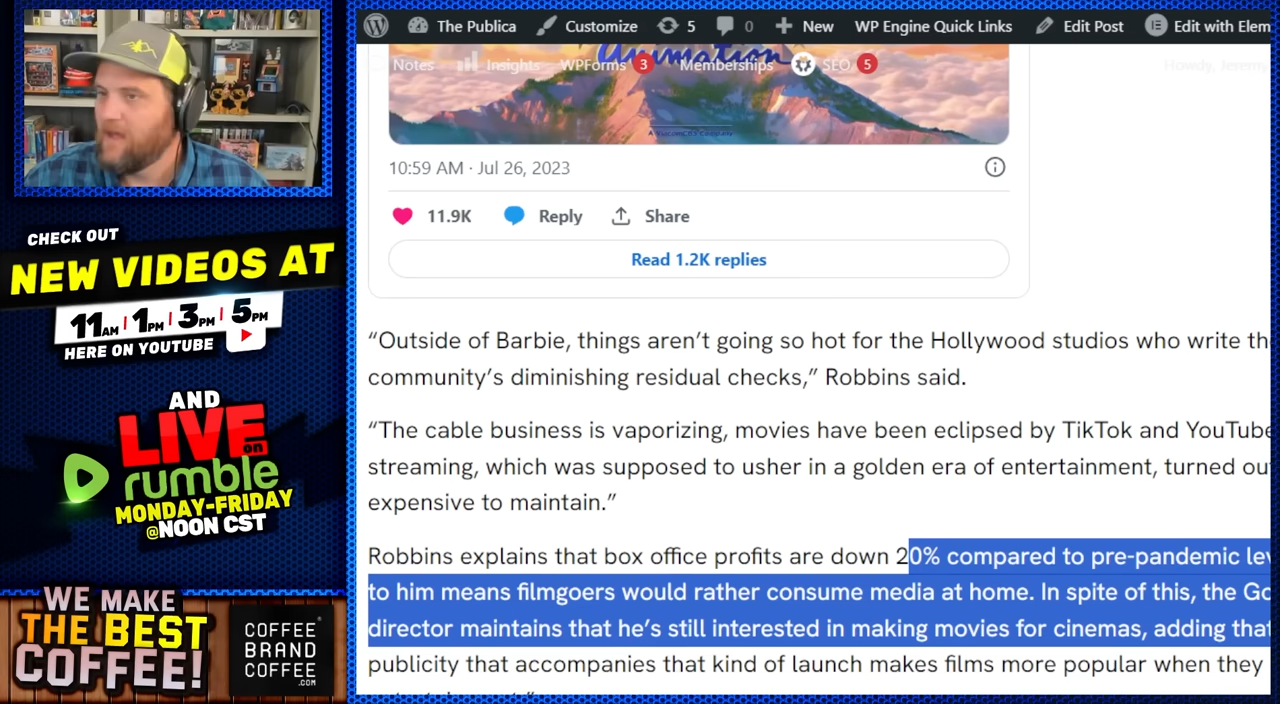 CHECK OUT
NEW VIDEOS AT
11AM | 1PM | 3PM | 5PM
HERE ON YOUTUBE
AND
LIVE on
rumble
MONDAY-FRIDAY
@NOON CST
WE MAKE
THE BEST
COFFEE!
COFFEE
BRAND
COFFEE
.COM
The Publica Customize 5 0 New WP Engine Quick Links Edit Post Edit with Elem
Notes Insights WPForms 3 Memberships SEO 5 Howdy, Jeremy
Animation
A ViacomCBS Company
10:59 AM · Jul 26, 2023
11.9K Reply Share
Read 1.2K replies
“Outside of Barbie, things aren’t going so hot for the Hollywood studios who write th
community’s diminishing residual checks,” Robbins said.
“The cable business is vaporizing, movies have been eclipsed by TikTok and YouTube
streaming, which was supposed to usher in a golden era of entertainment, turned ou
expensive to maintain.”
Robbins explains that box office profits are down 20% compared to pre-pandemic lev
to him means filmgoers would rather consume media at home. In spite of this, the Go
director maintains that he’s still interested in making movies for cinemas, adding that
publicity that accompanies that kind of launch makes films more popular when they